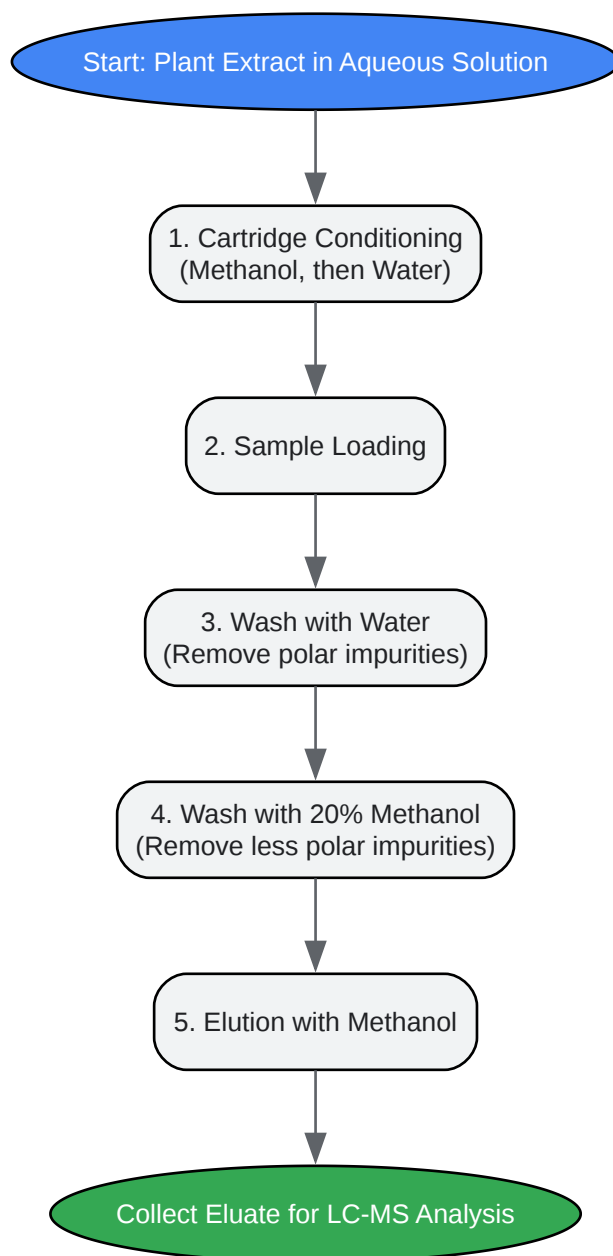 Start: Plant Extract in Aqueous Solution
1. Cartridge Conditioning
(Methanol, then Water)
2. Sample Loading
3. Wash with Water
(Remove polar impurities)
4. Wash with 20% Methanol
(Remove less polar impurities)
5. Elution with Methanol
Collect Eluate for LC-MS Analysis